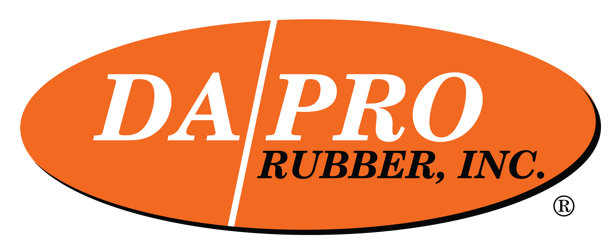 DA/PRO
RUBBER, INC.
®